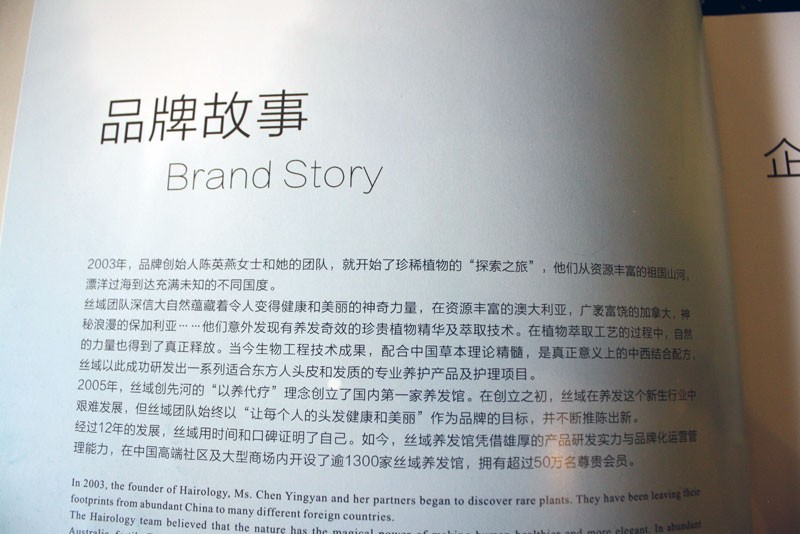 品牌故事
Brand Story
企
2003年，品牌创始人陈英燕女士和她的团队，就开始了珍稀植物的“探索之旅”，他们从资源丰富的祖国山河，
漂洋过海到达充满未知的不同国度。
丝域团队深信大自然蕴藏着令人变得健康和美丽的神奇力量，在资源丰富的澳大利亚，广袤富饶的加拿大，神
秘浪漫的保加利亚……他们意外发现有养发奇效的珍贵植物精华及萃取技术。在植物萃取工艺的过程中，自然
的力量也得到了真正释放。当今生物工程技术成果，配合中国草本理论精髓，是真正意义上的中西结合配方，
丝域以此成功研发出一系列适合东方人头皮和发质的专业养护产品及护理项目。
2005年，丝域创先河的“以养代疗”理念创立了国内第一家养发馆。在创立之初，丝域在养发这个新生行业中
艰难发展，但丝域团队始终以“让每个人的头发健康和美丽”作为品牌的目标，并不断推陈出新。
经过12年的发展，丝域用时间和口碑证明了自己。如今，丝域养发馆凭借雄厚的产品研发实力与品牌化运营管
理能力，在中国高端社区及大型商场内开设了逾1300家丝域养发馆，拥有超过50万名尊贵会员。
In 2003, the founder of Hairology, Ms. Chen Yingyan and her partners began to discover rare plants. They have been leaving their
footprints from abundant China to many different foreign countries.
The Hairology team believed that the nature has the magical power of making human healthier and more elegant. In abundant